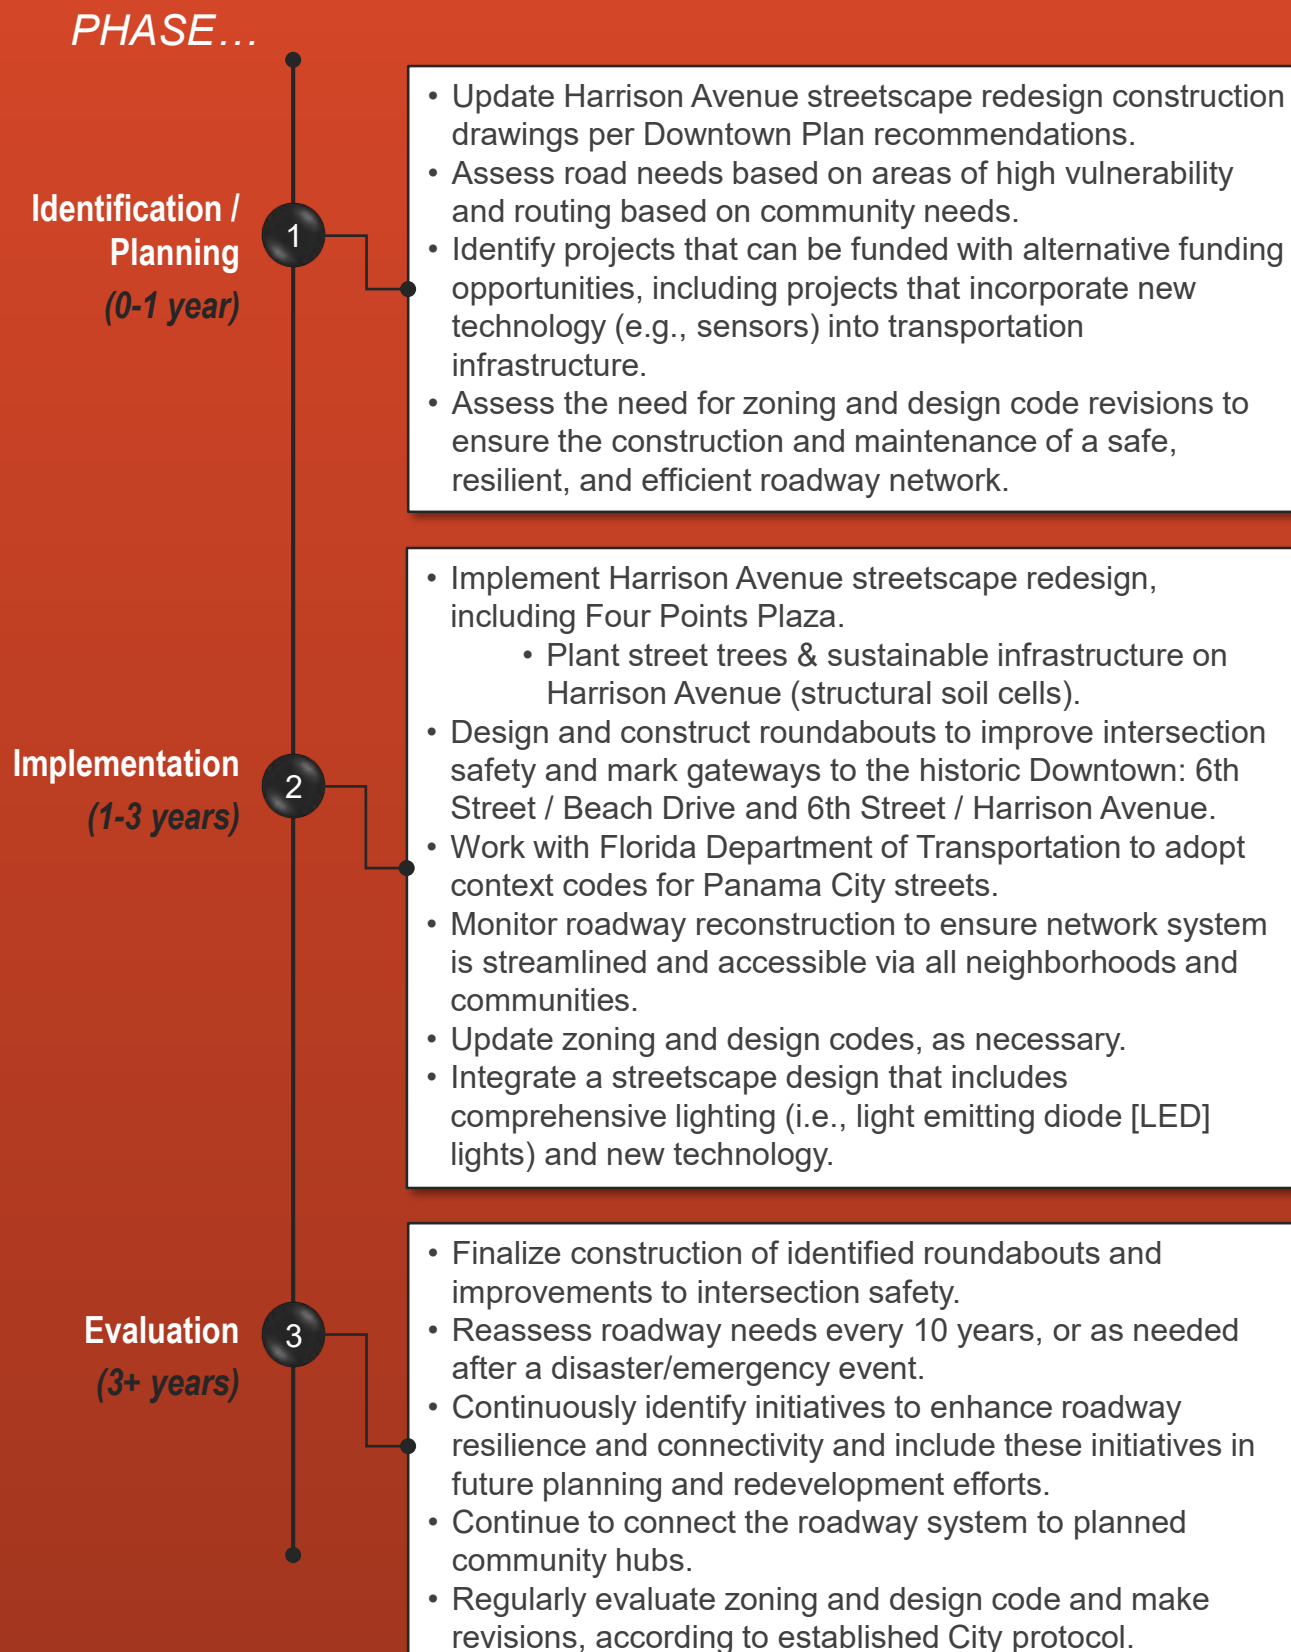 PHASE…
Identification /
Planning
(0-1 year)
1
• Update Harrison Avenue streetscape redesign construction
drawings per Downtown Plan recommendations.
• Assess road needs based on areas of high vulnerability
and routing based on community needs.
• Identify projects that can be funded with alternative funding
opportunities, including projects that incorporate new
technology (e.g., sensors) into transportation
infrastructure.
• Assess the need for zoning and design code revisions to
ensure the construction and maintenance of a safe,
resilient, and efficient roadway network.
Implementation
(1-3 years)
2
• Implement Harrison Avenue streetscape redesign,
including Four Points Plaza.
• Plant street trees & sustainable infrastructure on
Harrison Avenue (structural soil cells).
• Design and construct roundabouts to improve intersection
safety and mark gateways to the historic Downtown: 6th
Street / Beach Drive and 6th Street / Harrison Avenue.
• Work with Florida Department of Transportation to adopt
context codes for Panama City streets.
• Monitor roadway reconstruction to ensure network system
is streamlined and accessible via all neighborhoods and
communities.
• Update zoning and design codes, as necessary.
• Integrate a streetscape design that includes
comprehensive lighting (i.e., light emitting diode [LED]
lights) and new technology.
Evaluation
(3+ years)
3
• Finalize construction of identified roundabouts and
improvements to intersection safety.
• Reassess roadway needs every 10 years, or as needed
after a disaster/emergency event.
• Continuously identify initiatives to enhance roadway
resilience and connectivity and include these initiatives in
future planning and redevelopment efforts.
• Continue to connect the roadway system to planned
community hubs.
• Regularly evaluate zoning and design code and make
revisions, according to established City protocol.